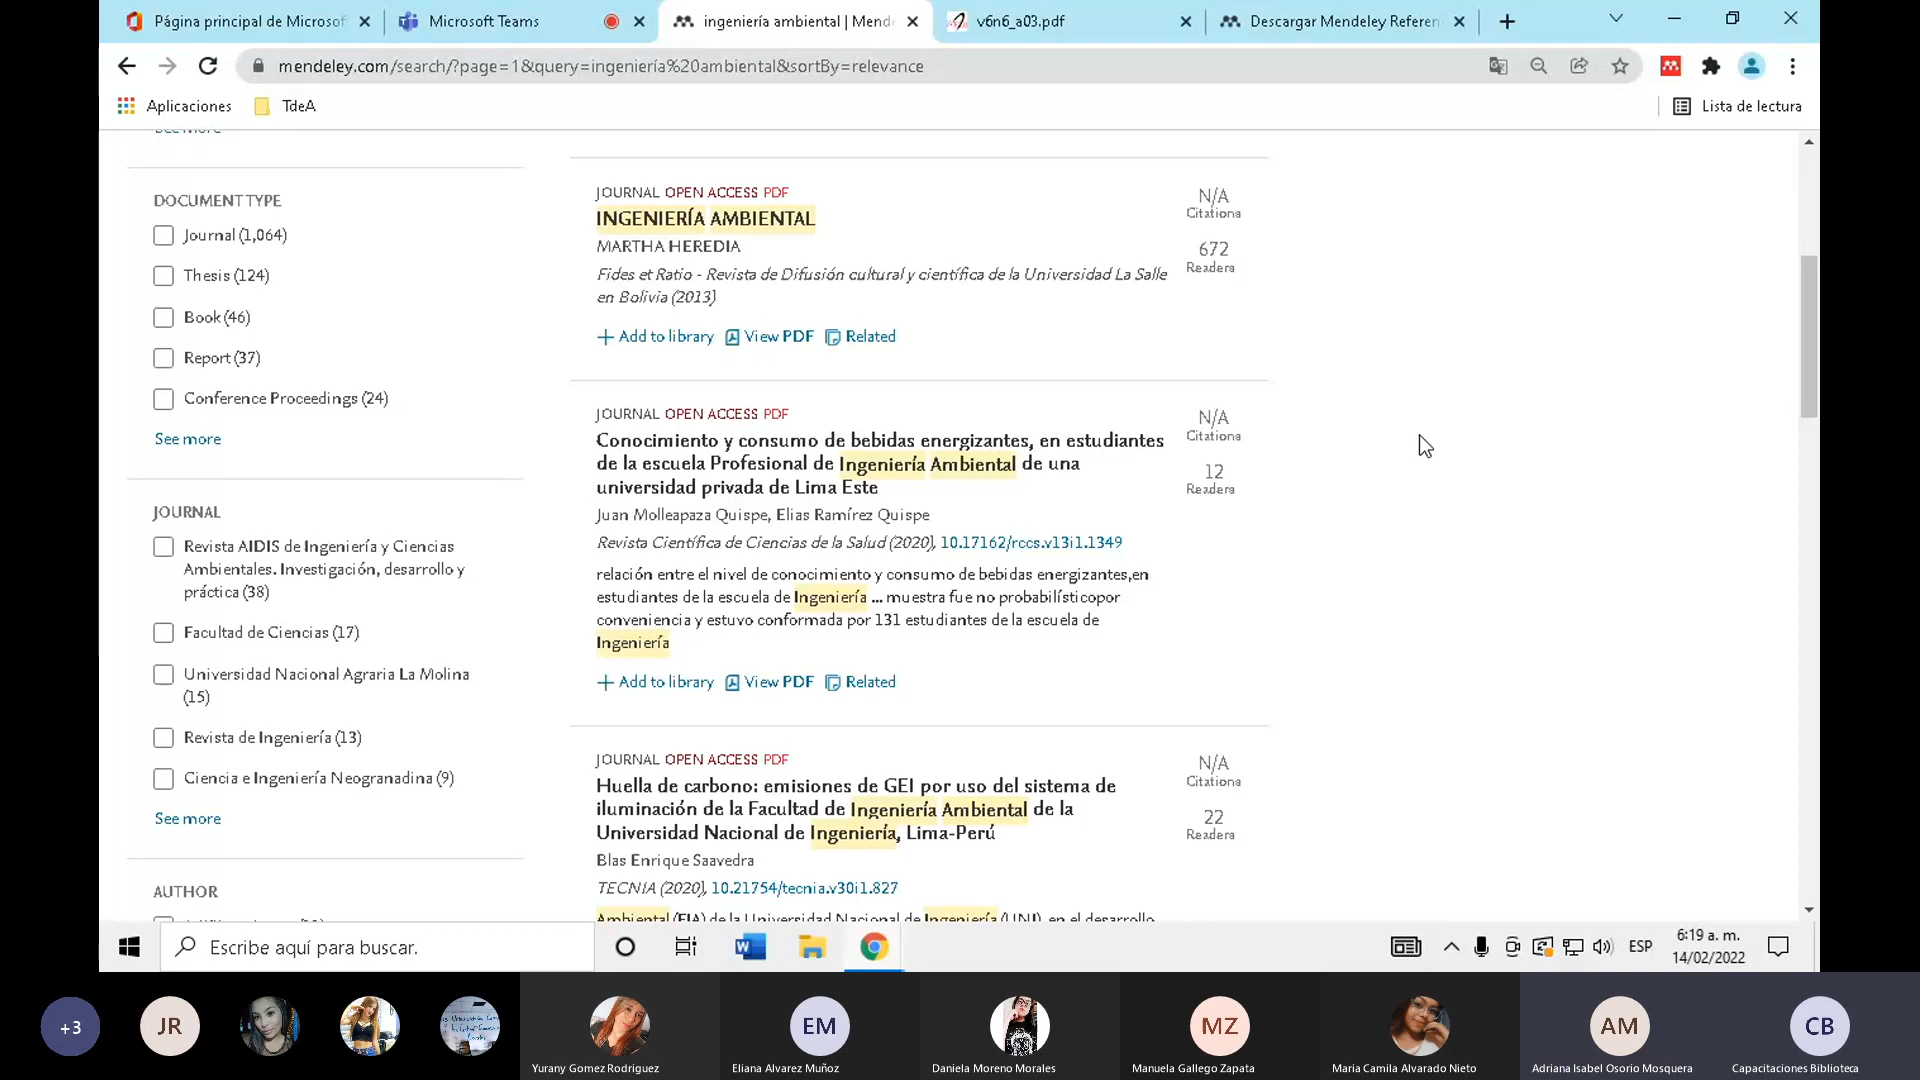 Página principal de Microsof
Microsoft Teams
ingeniería ambiental | Mend
v6n6_a03.pdf
Descargar Mendeley Referen
mendeley.com/search/?page=1&query=ingeniería%20ambiental&sortBy=relevance
Aplicaciones
TdeA
Lista de lectura
See more
DOCUMENT TYPE
Journal (1,064)
Thesis (124)
Book (46)
Report (37)
Conference Proceedings (24)
See more
JOURNAL
Revista AIDIS de Ingeniería y Ciencias
Ambientales. Investigación, desarrollo y
práctica (38)
Facultad de Ciencias (17)
Universidad Nacional Agraria La Molina
(15)
Revista de Ingeniería (13)
Ciencia e Ingeniería Neogranadina (9)
See more
AUTHOR
JOURNAL OPEN ACCESS PDF
INGENIERÍA AMBIENTAL
MARTHA HEREDIA
Fides et Ratio - Revista de Difusión cultural y científica de la Universidad La Salle
en Bolivia (2013)
+ Add to library View PDF Related
N/A
Citations
672
Readers
JOURNAL OPEN ACCESS PDF
Conocimiento y consumo de bebidas energizantes, en estudiantes
de la escuela Profesional de Ingeniería Ambiental de una
universidad privada de Lima Este
Juan Molleapaza Quispe, Elias Ramírez Quispe
Revista Científica de Ciencias de la Salud (2020), 10.17162/rccs.v13i1.1349
relación entre el nivel de conocimiento y consumo de bebidas energizantes,en
estudiantes de la escuela de Ingeniería ... muestra fue no probabilísticopor
conveniencia y estuvo conformada por 131 estudiantes de la escuela de
Ingeniería
+ Add to library View PDF Related
N/A
Citations
12
Readers
JOURNAL OPEN ACCESS PDF
Huella de carbono: emisiones de GEI por uso del sistema de
iluminación de la Facultad de Ingeniería Ambiental de la
Universidad Nacional de Ingeniería, Lima-Perú
Blas Enrique Saavedra
TECNIA (2020), 10.21754/tecnia.v30i1.827
Ambiental (FIA) de la Universidad Nacional de Ingeniería (UNI), en el desarrollo
N/A
Citations
22
Readers
Escribe aquí para buscar.
ESP
6:19 a. m.
14/02/2022
+3
JR
EM
MZ
AM
CB
Yurany Gomez Rodriguez
Eliana Alvarez Muñoz
Daniela Moreno Morales
Manuela Gallego Zapata
Maria Camila Alvarado Nieto
Adriana Isabel Osorio Mosquera
Capacitaciones Biblioteca